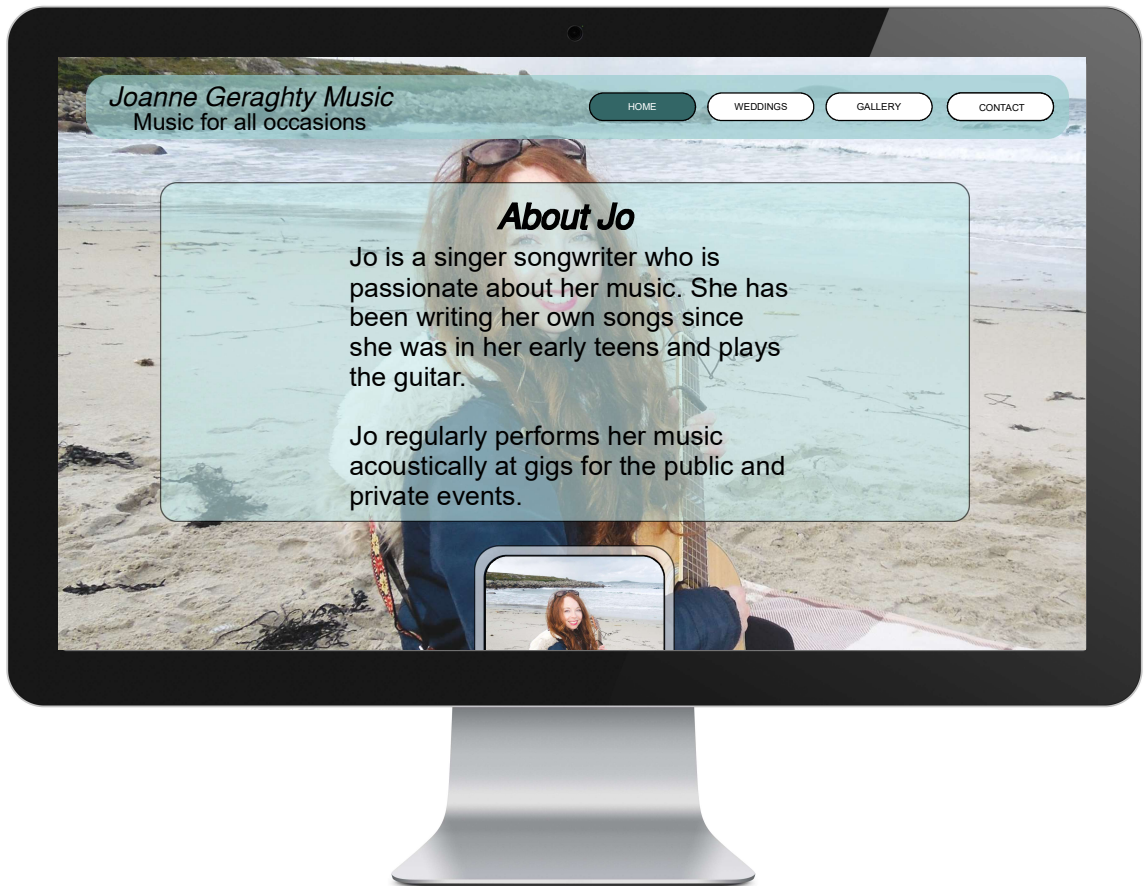 Joanne Geraghty Music
Music for all occasions
HOME
WEDDINGS
GALLERY
CONTACT
About Jo
Jo is a singer songwriter who is
passionate about her music. She has
been writing her own songs since
she was in her early teens and plays
the guitar.
Jo regularly performs her music
acoustically at gigs for the public and
private events.